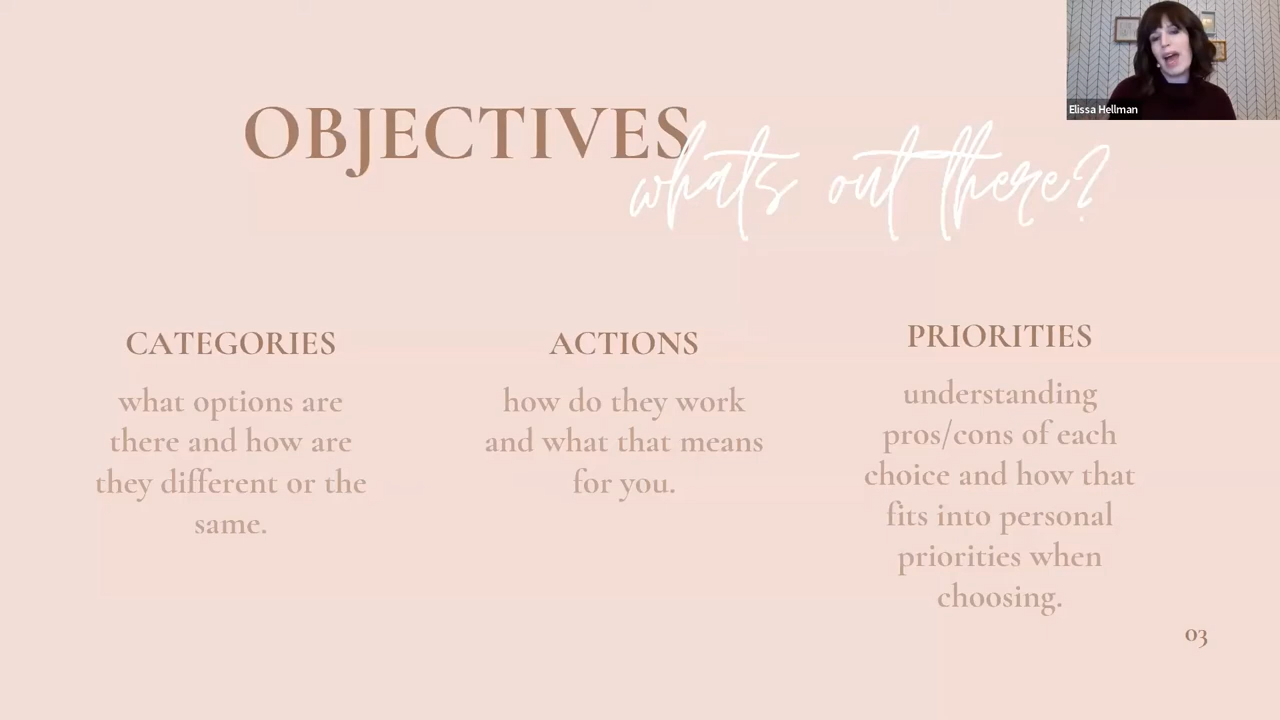 Elissa Hellman
OBJECTIVES
whats out there?
CATEGORIES
what options are
there and how are
they different or the
same.
ACTIONS
how do they work
and what that means
for you.
PRIORITIES
understanding
pros/cons of each
choice and how that
fits into personal
priorities when
choosing.
03